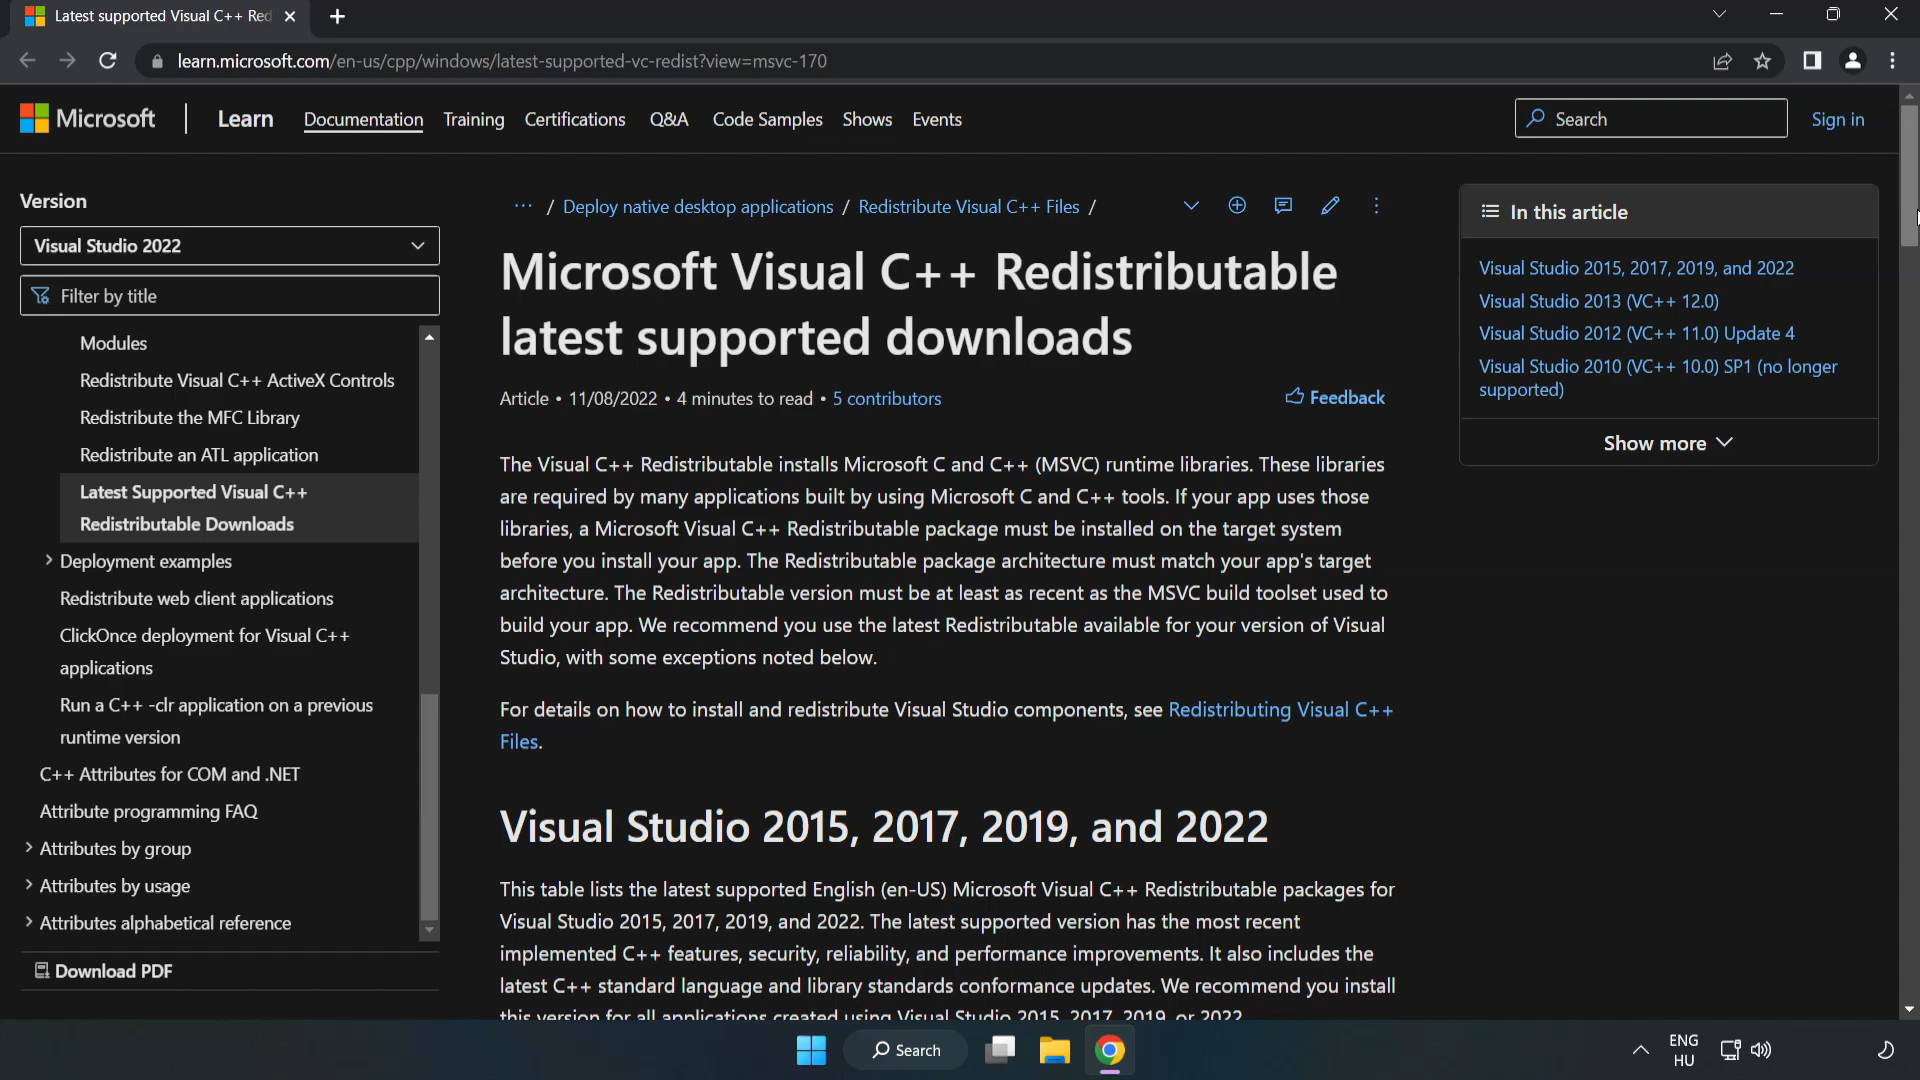 Latest supported Visual C++ Red
learn.microsoft.com/en-us/cpp/windows/latest-supported-vc-redist?view=msvc-170
Microsoft
Learn
Documentation
Training
Certifications
Q&A
Code Samples
Shows
Events
Search
Sign in
Version
Visual Studio 2022
Filter by title
Modules
Redistribute Visual C++ ActiveX Controls
Redistribute the MFC Library
Redistribute an ATL application
Latest Supported Visual C++
Redistributable Downloads
Deployment examples
Redistribute web client applications
ClickOnce deployment for Visual C++
applications
Run a C++ -clr application on a previous
runtime version
C++ Attributes for COM and .NET
Attribute programming FAQ
Attributes by group
Attributes by usage
Attributes alphabetical reference
Download PDF
... / Deploy native desktop applications / Redistribute Visual C++ Files /
Microsoft Visual C++ Redistributable
latest supported downloads
Article • 11/08/2022 • 4 minutes to read • 5 contributors
Feedback
The Visual C++ Redistributable installs Microsoft C and C++ (MSVC) runtime libraries. These libraries
are required by many applications built by using Microsoft C and C++ tools. If your app uses those
libraries, a Microsoft Visual C++ Redistributable package must be installed on the target system
before you install your app. The Redistributable package architecture must match your app's target
architecture. The Redistributable version must be at least as recent as the MSVC build toolset used to
build your app. We recommend you use the latest Redistributable available for your version of Visual
Studio, with some exceptions noted below.
For details on how to install and redistribute Visual Studio components, see Redistributing Visual C++
Files.
Visual Studio 2015, 2017, 2019, and 2022
This table lists the latest supported English (en-US) Microsoft Visual C++ Redistributable packages for
Visual Studio 2015, 2017, 2019, and 2022. The latest supported version has the most recent
implemented C++ features, security, reliability, and performance improvements. It also includes the
latest C++ standard language and library standards conformance updates. We recommend you install
this version for all applications created using Visual Studio 2015, 2017, 2019, or 2022.
In this article
Visual Studio 2015, 2017, 2019, and 2022
Visual Studio 2013 (VC++ 12.0)
Visual Studio 2012 (VC++ 11.0) Update 4
Visual Studio 2010 (VC++ 10.0) SP1 (no longer
supported)
Show more
Search
ENG
HU